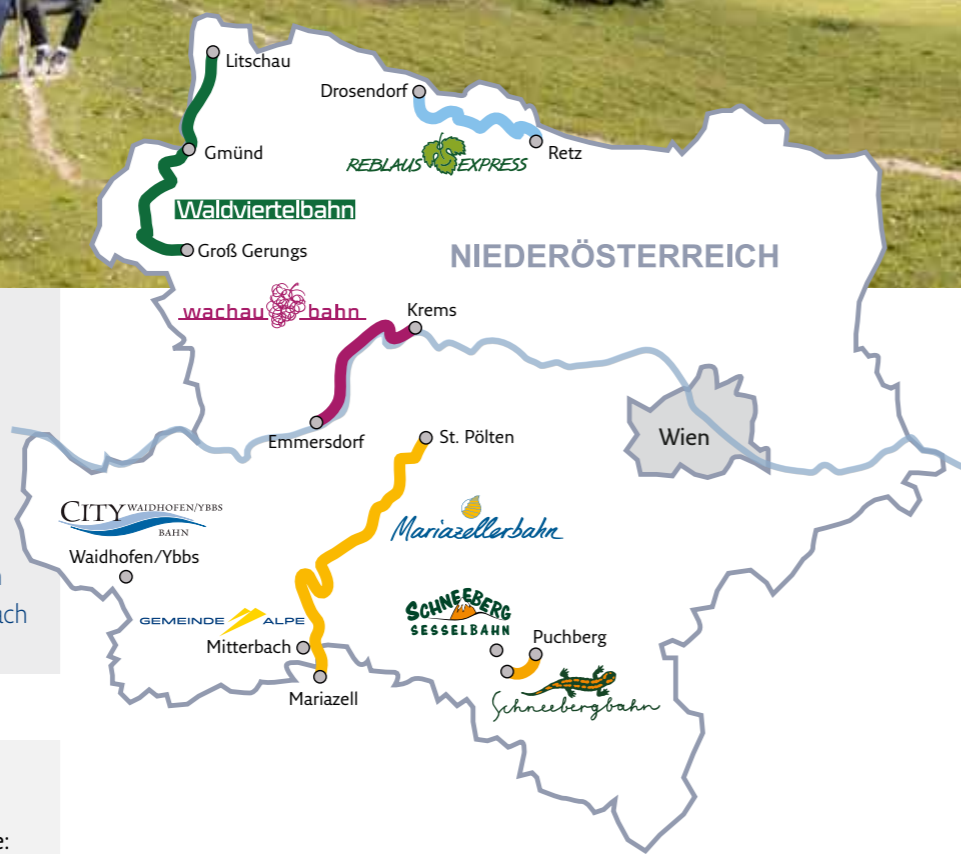 Litschau
Drosendorf
Gmünd
REBLAUS EXPRESS
Retz
Waldviertelbahn
Groß Gerungs
NIEDERÖSTERREICH
wachau bahn
Krems
Emmersdorf
St. Pölten
Wien
CITY WAIDHOFEN/YBBS
BAHN
Mariazellerbahn
Waidhofen/Ybbs
ach
SCHNEEBERG
SESSELBAHN
GEMEINDE ALPE
Puchberg
Mitterbach
Mariazell
Schneebergbahn
e: